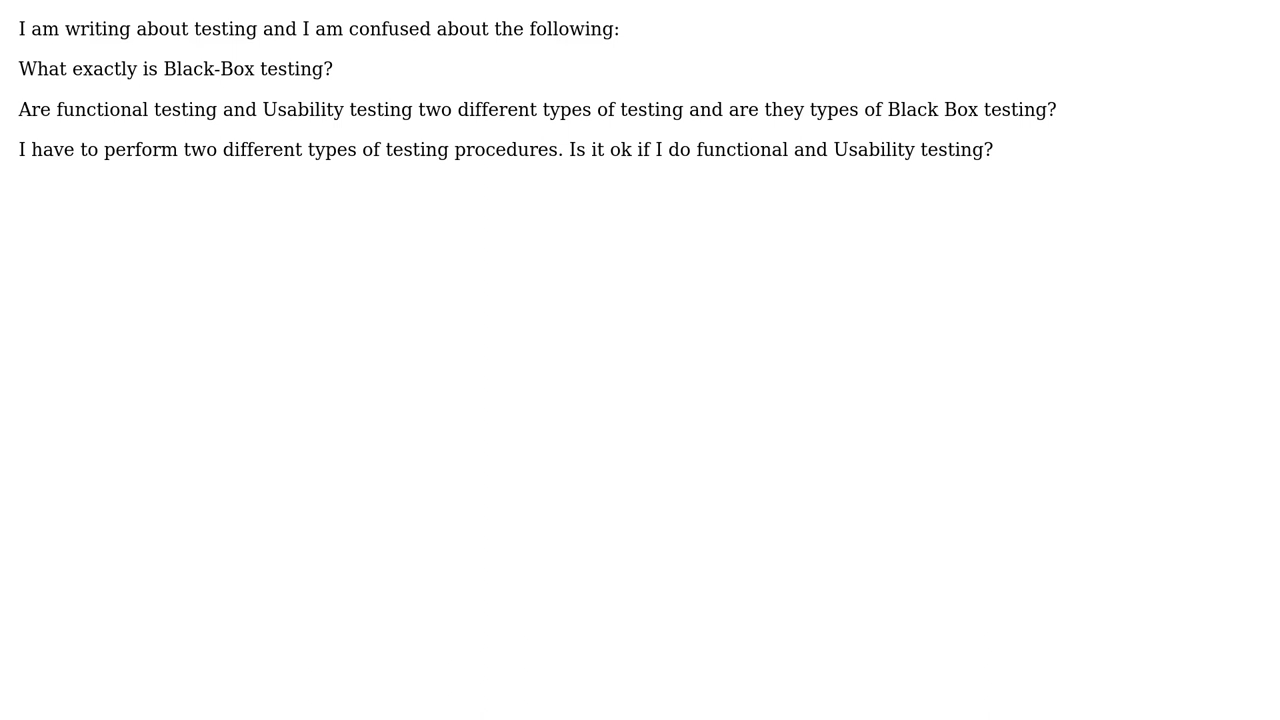 I am writing about testing and I am confused about the following:
What exactly is Black-Box testing?
Are functional testing and Usability testing two different types of testing and are they types of Black Box testing?
I have to perform two different types of testing procedures. Is it ok if I do functional and Usability testing?